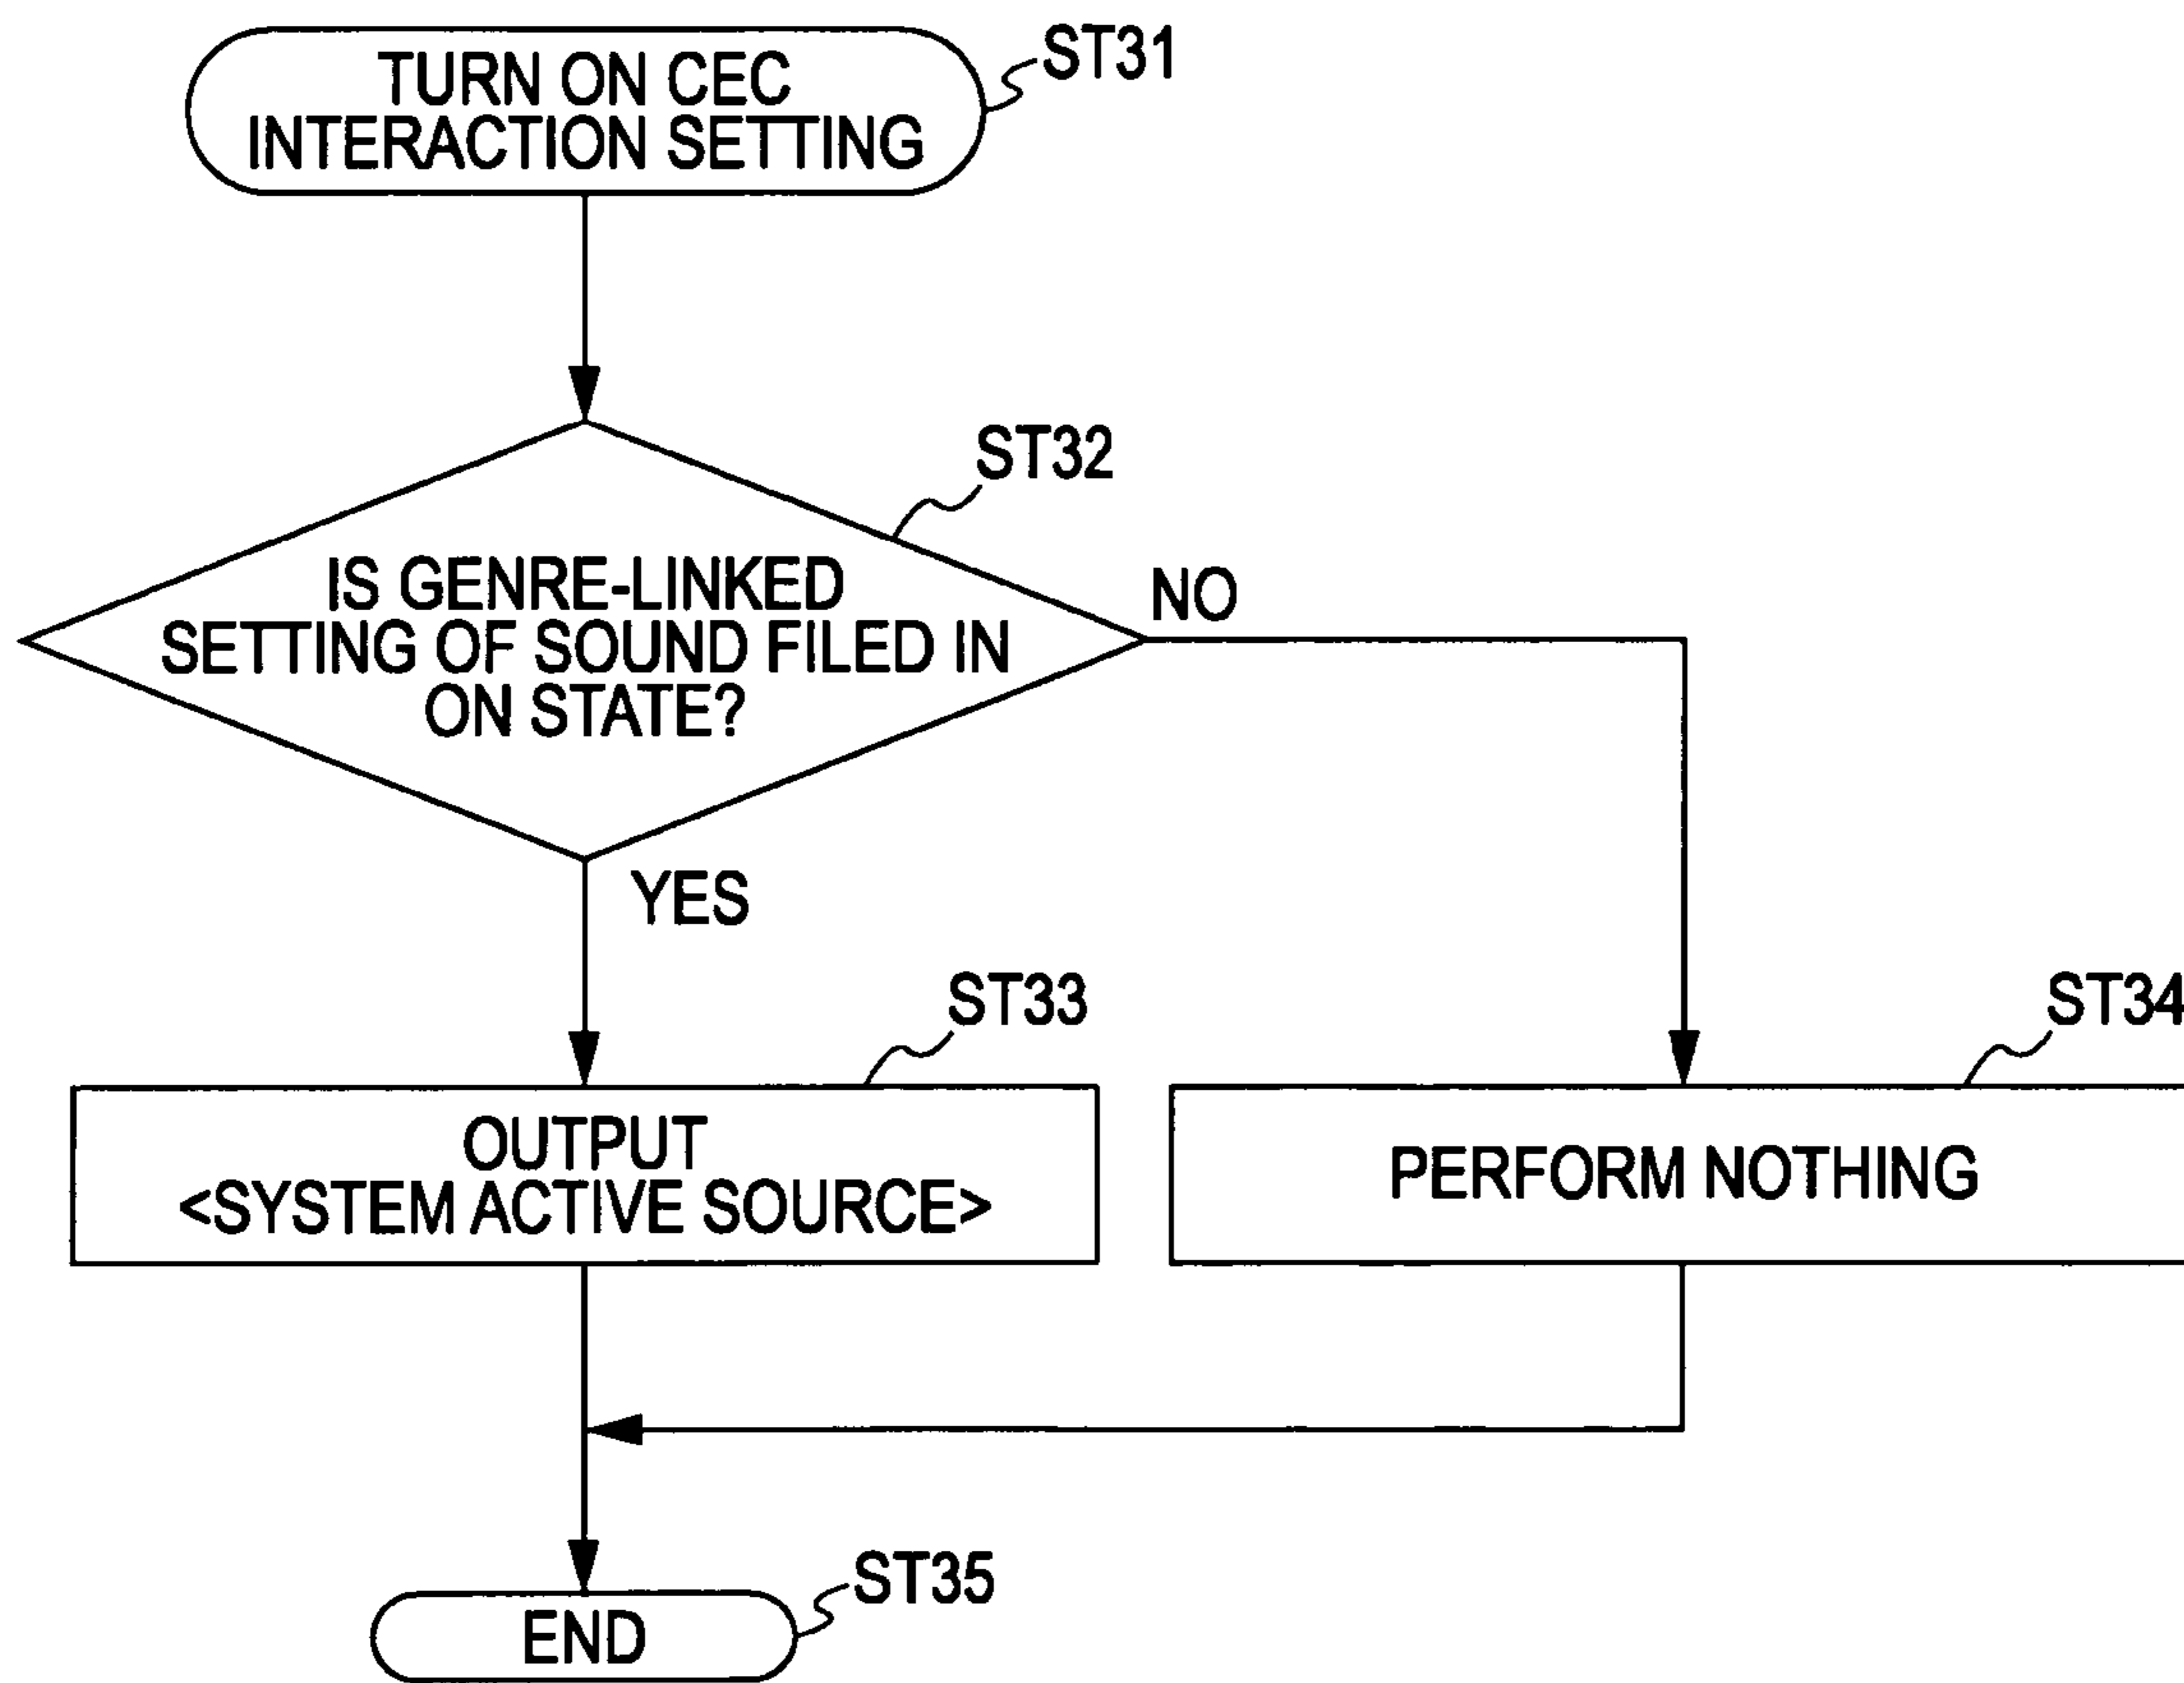 TURN ON CEC
INTERACTION SETTING
ST31
ST32
IS GENRE-LINKED
SETTING OF SOUND FILED IN
ON STATE?
NO
YES
ST33
ST34
OUTPUT
<SYSTEM ACTIVE SOURCE>
PERFORM NOTHING
ST35
END